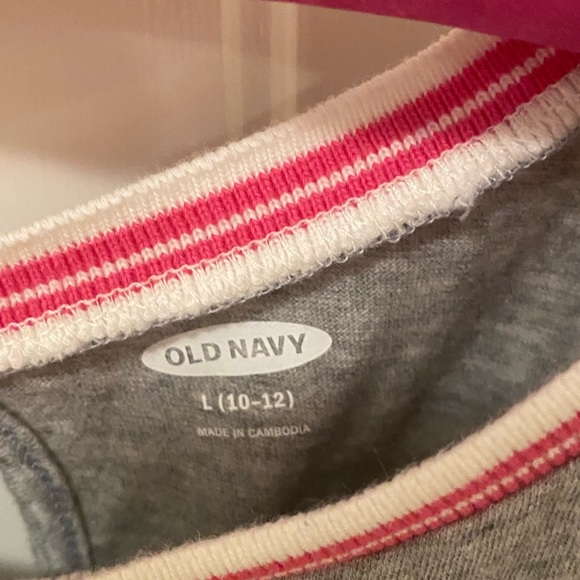 OLD NAVY
L (10-12)
MADE IN CAMBODIA